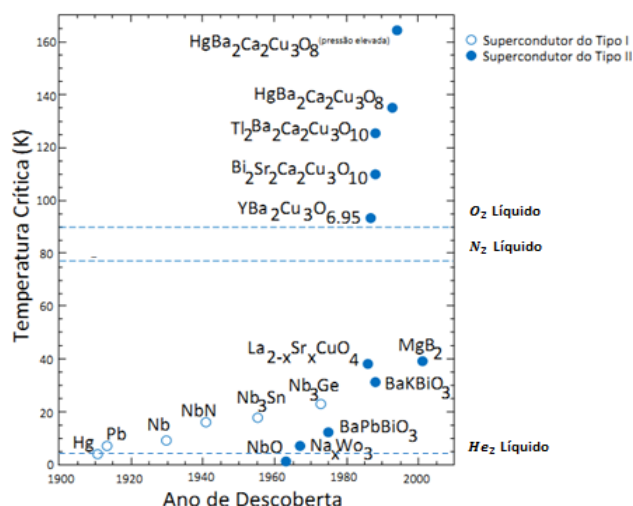 Temperatura Crítica (K)
160
140
120
100
80
60
40
20
0
HgBa2Ca2Cu3O8(pressão elevada)
HgBa2Ca2Cu3O8
Tl2Ba2Ca2Cu3O10
Bi2Sr2Ca2Cu3O10
YBa2Cu3O6.95
La2-xSrxCuO4
MgB2
BaKBiO3
Nb3Ge
Nb3Sn
NbN
Nb
Pb
Hg
BaPbBiO3
NbO
NaxWo3
1900
1920
1940
1960
1980
2000
Ano de Descoberta
Supercondutor do Tipo I
Supercondutor do Tipo II
O2 Líquido
N2 Líquido
He2 Líquido